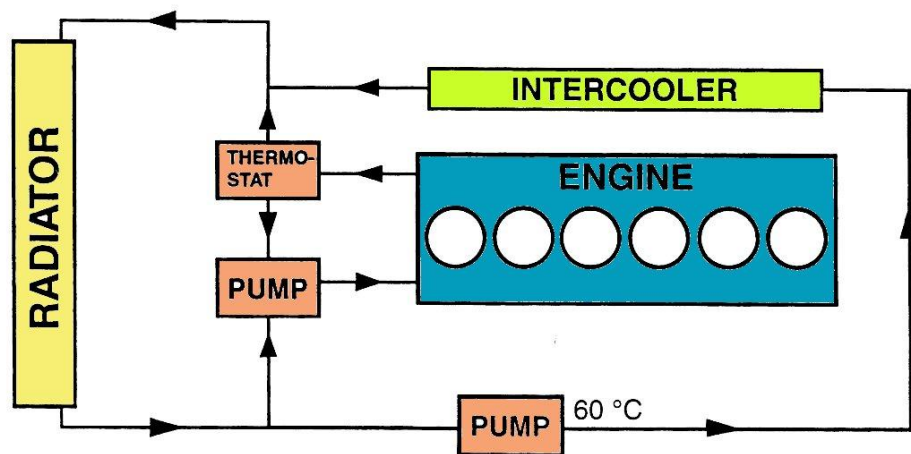 INTERCOOLER
THERMO-
STAT
ENGINE
RADIATOR
PUMP
PUMP
60 °C